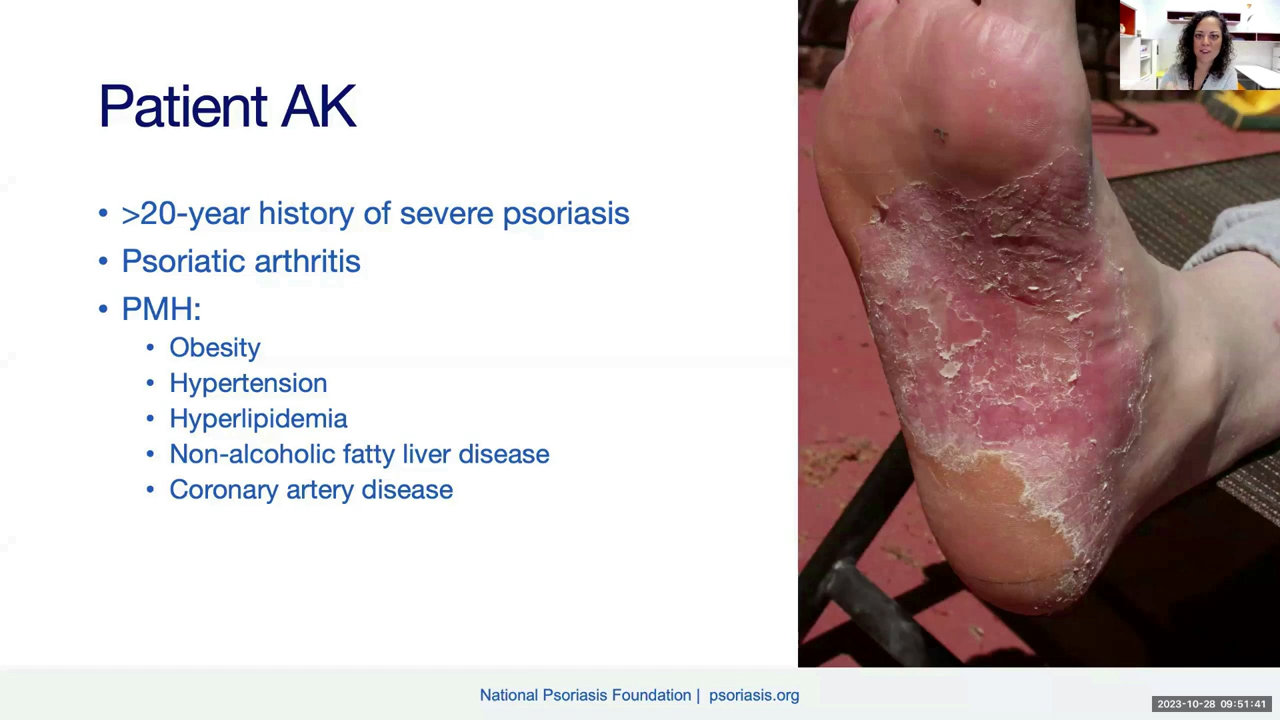 Patient AK
• >20-year history of severe psoriasis
• Psoriatic arthritis
• PMH:
• Obesity
• Hypertension
• Hyperlipidemia
• Non-alcoholic fatty liver disease
• Coronary artery disease
National Psoriasis Foundation | psoriasis.org
2023-10-28 09:51:41